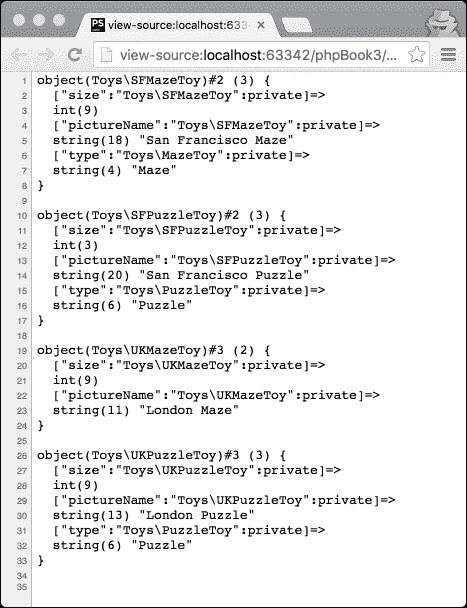 PS
view-source:localhost:633
view-source:localhost:63342/phpBook3/...
1 object(Toys\SFMazeToy)#2 (3) {
2 ["size":"Toys\SFMazeToy":private]=>
3 int(9)
4 ["pictureName":"Toys\SFMazeToy":private]=>
5 string(18) "San Francisco Maze"
6 ["type":"Toys\MazeToy":private]=>
7 string(4) "Maze"
8 }
9
10 object(Toys\SFPuzzleToy)#2 (3) {
11 ["size":"Toys\SFPuzzleToy":private]=>
12 int(3)
13 ["pictureName":"Toys\SFPuzzleToy":private]=>
14 string(20) "San Francisco Puzzle"
15 ["type":"Toys\PuzzleToy":private]=>
16 string(6) "Puzzle"
17 }
18
19 object(Toys\UKMazeToy)#3 (2) {
20 ["size":"Toys\UKMazeToy":private]=>
21 int(9)
22 ["pictureName":"Toys\UKMazeToy":private]=>
23 string(11) "London Maze"
24 }
25
26 object(Toys\UKPuzzleToy)#3 (3) {
27 ["size":"Toys\UKPuzzleToy":private]=>
28 int(9)
29 ["pictureName":"Toys\UKPuzzleToy":private]=>
30 string(13) "London Puzzle"
31 ["type":"Toys\PuzzleToy":private]=>
32 string(6) "Puzzle"
33 }
34
35